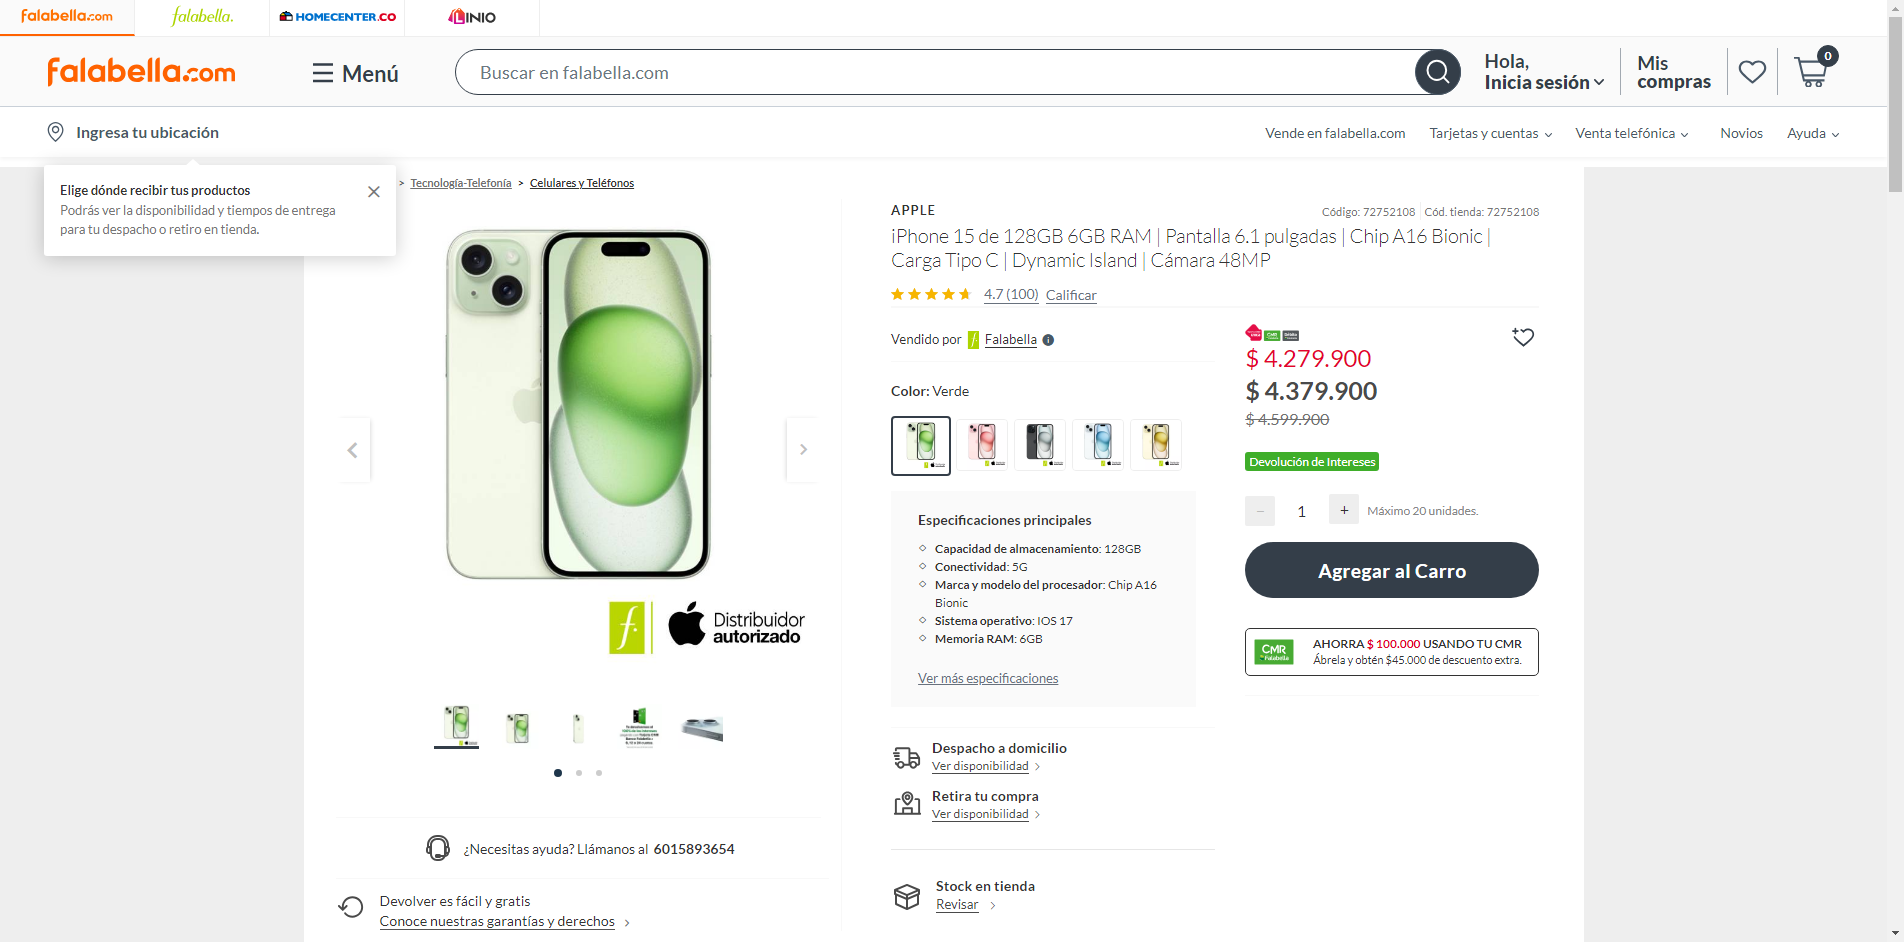 falabella.com
falabella.
HOMECENTER.CO
LINIO
falabella.com
Menú
Buscar en falabella.com
Hola,
Inicia sesión
Mis
compras
0
Ingresa tu ubicación
Vende en falabella.com
Tarjetas y cuentas
Venta telefónica
Novios
Ayuda
Elige dónde recibir tus productos
Podrás ver la disponibilidad y tiempos de entrega
para tu despacho o retiro en tienda.
> Tecnología-Telefonía > Celulares y Teléfonos
APPLE
Código: 72752108 Cód. tienda: 72752108
iPhone 15 de 128GB 6GB RAM | Pantalla 6.1 pulgadas | Chip A16 Bionic |
Carga Tipo C | Dynamic Island | Cámara 48MP
4.7 (100) Calificar
Vendido por f. Falabella
$ 4.279.900
$ 4.379.900
$ 4.599.900
Devolución de Intereses
Color: Verde
− 1 + Máximo 20 unidades.
Agregar al Carro
CMR
Falabella
AHORRA $ 100.000 USANDO TU CMR
Ábrela y obtén $45.000 de descuento extra.
Especificaciones principales
Capacidad de almacenamiento: 128GB
Conectividad: 5G
Marca y modelo del procesador: Chip A16
Bionic
Sistema operativo: IOS 17
Memoria RAM: 6GB
Ver más especificaciones
f.
Distribuidor
autorizado
Despacho a domicilio
Ver disponibilidad
Retira tu compra
Ver disponibilidad
¿Necesitas ayuda? Llámanos al 6015893654
Stock en tienda
Revisar
Devolver es fácil y gratis
Conoce nuestras garantías y derechos